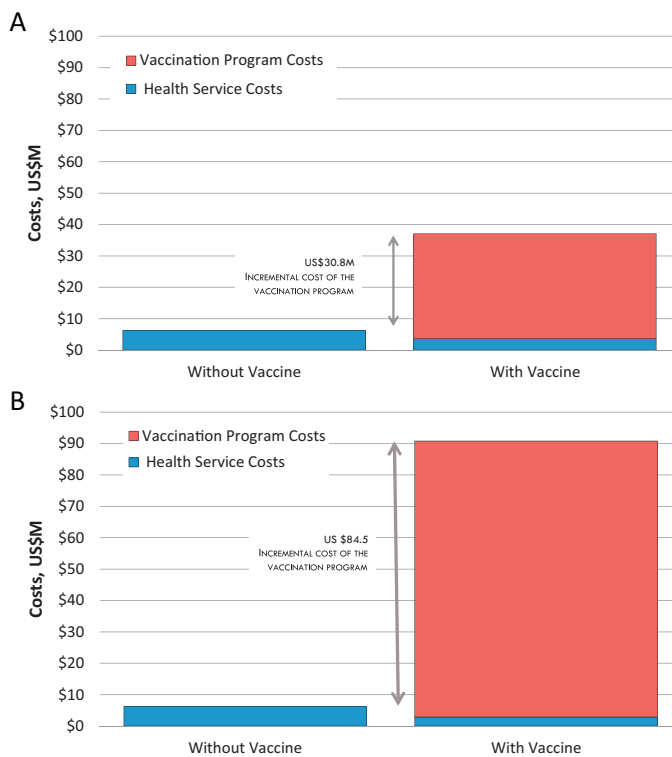 A
$100
$90
$80
$70
$60
$50
$40
$30
$20
$10
$0
Costs, US$M
Vaccination Program Costs
Health Service Costs
US$30.8M
INCREMENTAL COST OF THE
VACCINATION PROGRAM
Without Vaccine
With Vaccine
B
$100
$90
$80
$70
$60
$50
$40
$30
$20
$10
$0
Costs, US$M
Vaccination Program Costs
Health Service Costs
US $84.5
INCREMENTAL COST OF THE
VACCINATION PROGRAM
Without Vaccine
With Vaccine